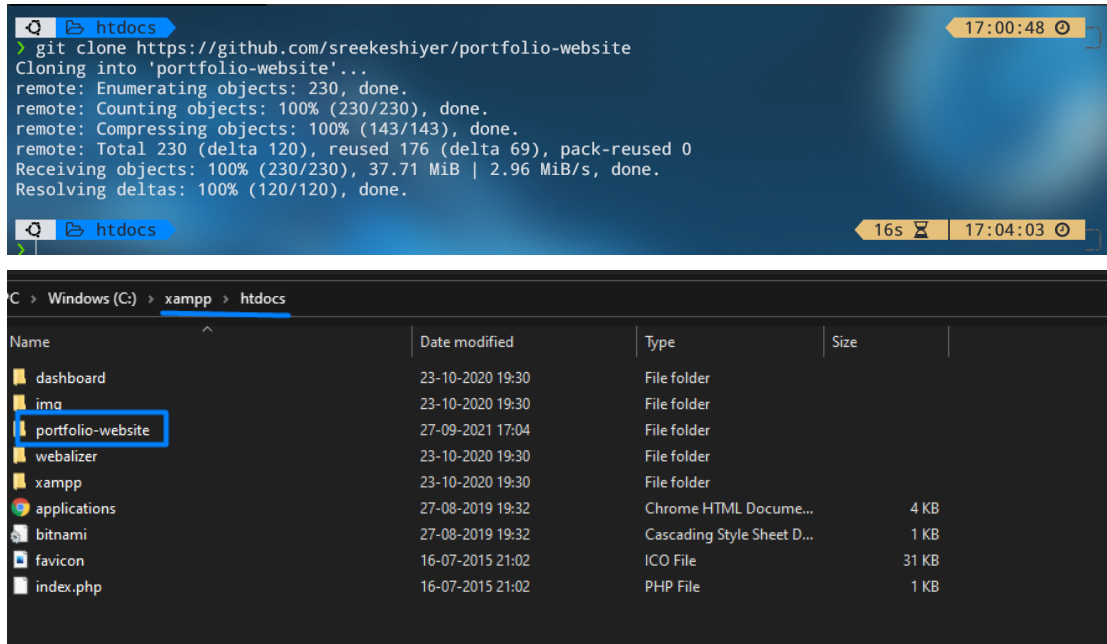 htdocs 17:00:48
❯ git clone https://github.com/sreekeshiyer/portfolio-website
Cloning into 'portfolio-website'...
remote: Enumerating objects: 230, done.
remote: Counting objects: 100% (230/230), done.
remote: Compressing objects: 100% (143/143), done.
remote: Total 230 (delta 120), reused 176 (delta 69), pack-reused 0
Receiving objects: 100% (230/230), 37.71 MiB | 2.96 MiB/s, done.
Resolving deltas: 100% (120/120), done.
htdocs 16s 17:04:03
❯
PC > Windows (C:) > xampp > htdocs
Name Date modified Type Size
dashboard 23-10-2020 19:30 File folder
img 23-10-2020 19:30 File folder
portfolio-website 27-09-2021 17:04 File folder
webalizer 23-10-2020 19:30 File folder
xampp 23-10-2020 19:30 File folder
applications 27-08-2019 19:32 Chrome HTML Docume... 4 KB
bitnami 27-08-2019 19:32 Cascading Style Sheet D... 1 KB
favicon 16-07-2015 21:02 ICO File 31 KB
index.php 16-07-2015 21:02 PHP File 1 KB